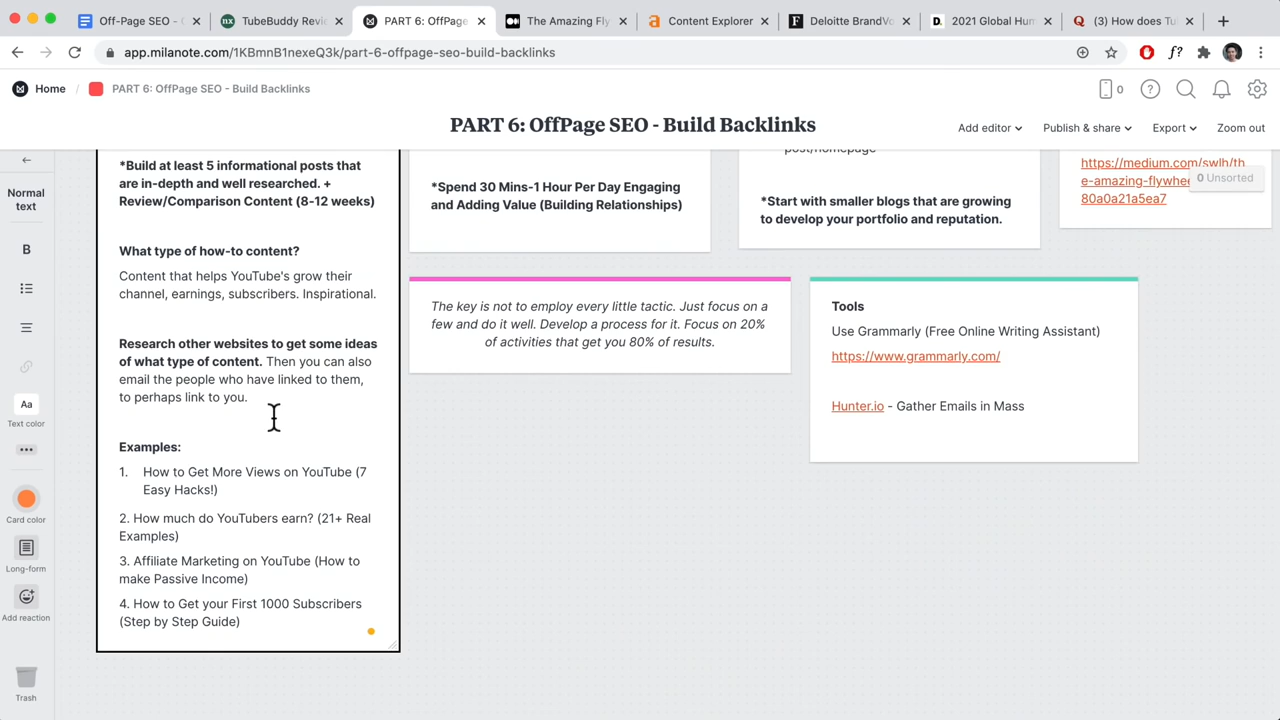 Off-Page SEO - 
TubeBuddy Revi
PART 6: OffPage
The Amazing Fly
Content Explorer
Deloitte BrandVo
2021 Global Hun
(3) How does Tu
app.milanote.com/1KBmnB1nexeQ3k/part-6-offpage-seo-build-backlinks
Home / PART 6: OffPage SEO - Build Backlinks
0
PART 6: OffPage SEO - Build Backlinks
Add editor
Publish & share
Export
Zoom out
Normal
text
B
Aa
Text color
Card color
Long-form
Add reaction
Trash
*Build at least 5 informational posts that
are in-depth and well researched. +
Review/Comparison Content (8-12 weeks)
What type of how-to content?
Content that helps YouTube's grow their
channel, earnings, subscribers. Inspirational.
Research other websites to get some ideas
of what type of content. Then you can also
email the people who have linked to them,
to perhaps link to you.
Examples:
1. How to Get More Views on YouTube (7
Easy Hacks!)
2. How much do YouTubers earn? (21+ Real
Examples)
3. Affiliate Marketing on YouTube (How to
make Passive Income)
4. How to Get your First 1000 Subscribers
(Step by Step Guide)
*Spend 30 Mins-1 Hour Per Day Engaging
and Adding Value (Building Relationships)
post/homepage
*Start with smaller blogs that are growing
to develop your portfolio and reputation.
https://medium.com/swlh/th
e-amazing-flywhee
80a0a21a5ea7
0 Unsorted
The key is not to employ every little tactic. Just focus on a
few and do it well. Develop a process for it. Focus on 20%
of activities that get you 80% of results.
Tools
Use Grammarly (Free Online Writing Assistant)
https://www.grammarly.com/
Hunter.io - Gather Emails in Mass